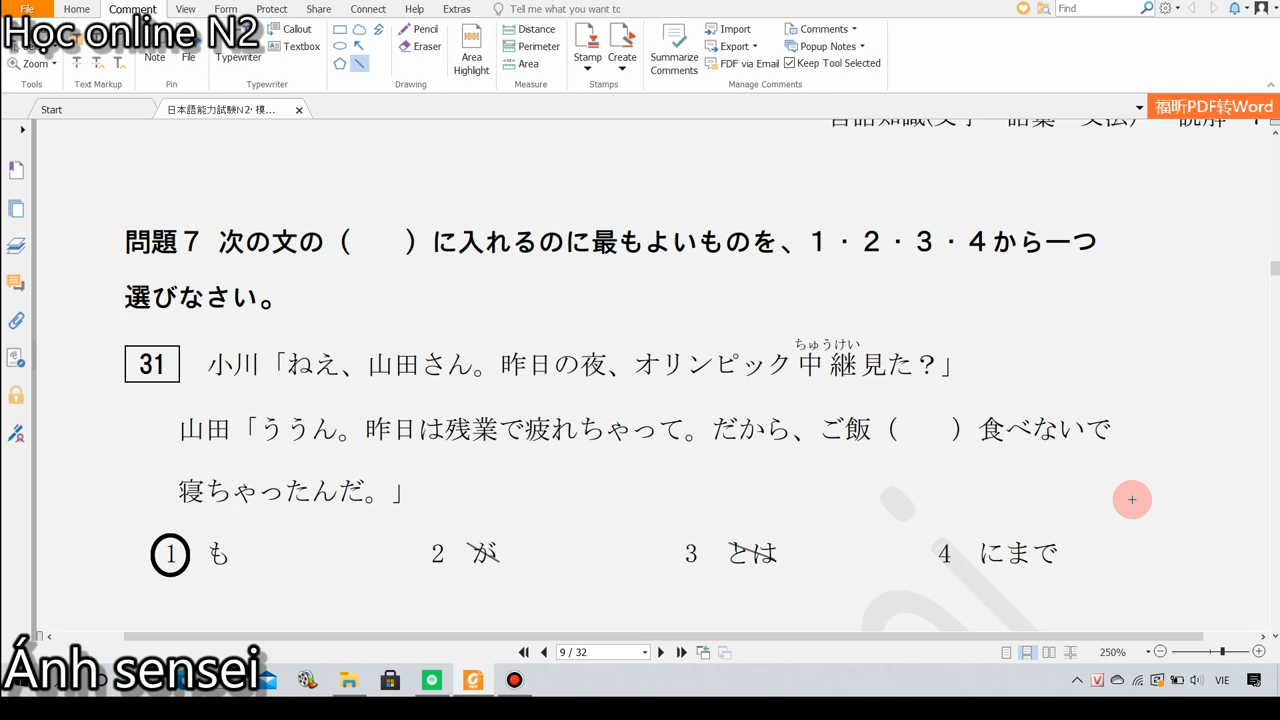 File Home Comment View Form Protect Share Connect Help Extras Tell me what you want to do... Find
Học online N2
Zoom Note File Typewriter Callout Textbox Pencil Eraser Area Highlight Distance Perimeter Area Stamp Create Summarize Comments Import Export FDF via Email Comments Popup Notes Keep Tool Selected
Tools Text Markup Typewriter Drawing Measure Stamps Manage Comments
Start 日本語能力試験N2· 模... 福昕PDF转Word
問題７ 次の文の（　　）に入れるのに最もよいものを、１・２・３・４から一つ
選びなさい。
ちゅうけい
31 小川「ねえ、山田さん。昨日の夜、オリンピック中継見た？」
山田「ううん。昨日は残業で疲れちゃって。だから、ご飯（　　）食べないで
寝ちゃったんだ。」
1 も 2 が 3 とは 4 にまで
9 / 32 250%
Ánh sensei
VIE